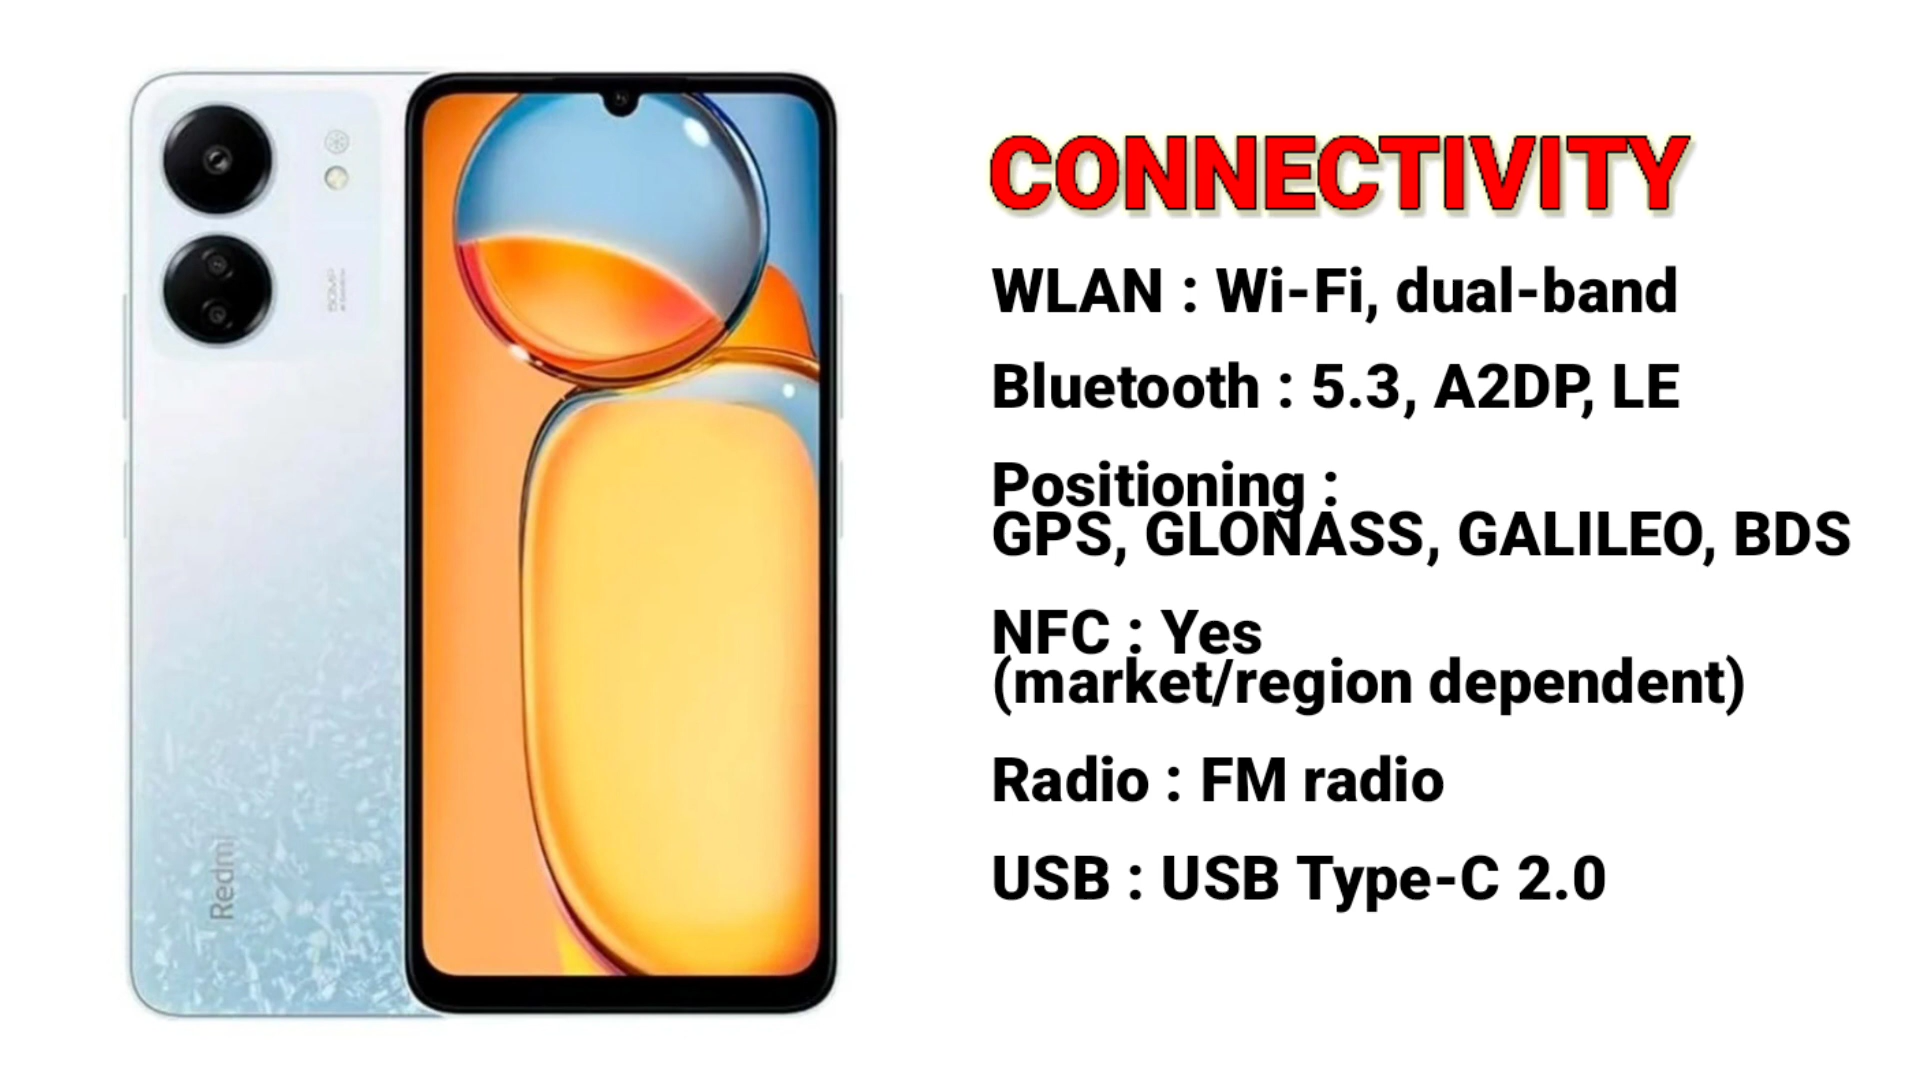 CONNECTIVITY
WLAN : Wi-Fi, dual-band
Bluetooth : 5.3, A2DP, LE
Positioning :
GPS, GLONASS, GALILEO, BDS
NFC : Yes
(market/region dependent)
Radio : FM radio
USB : USB Type-C 2.0
50MP
Redmi